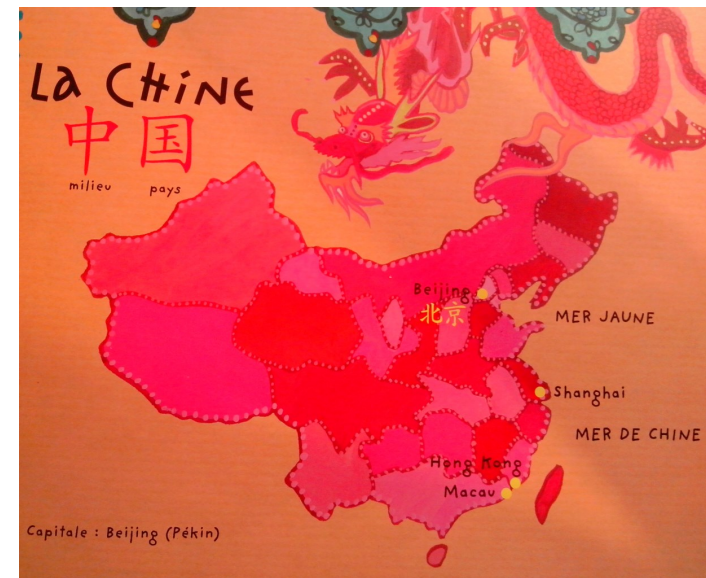 La CHiNE
中国
milieu pays
Beijing
北京
MER JAUNE
Shanghai
MER DE CHINE
Hong Kong
Macau
Capitale : Beijing (Pékin)